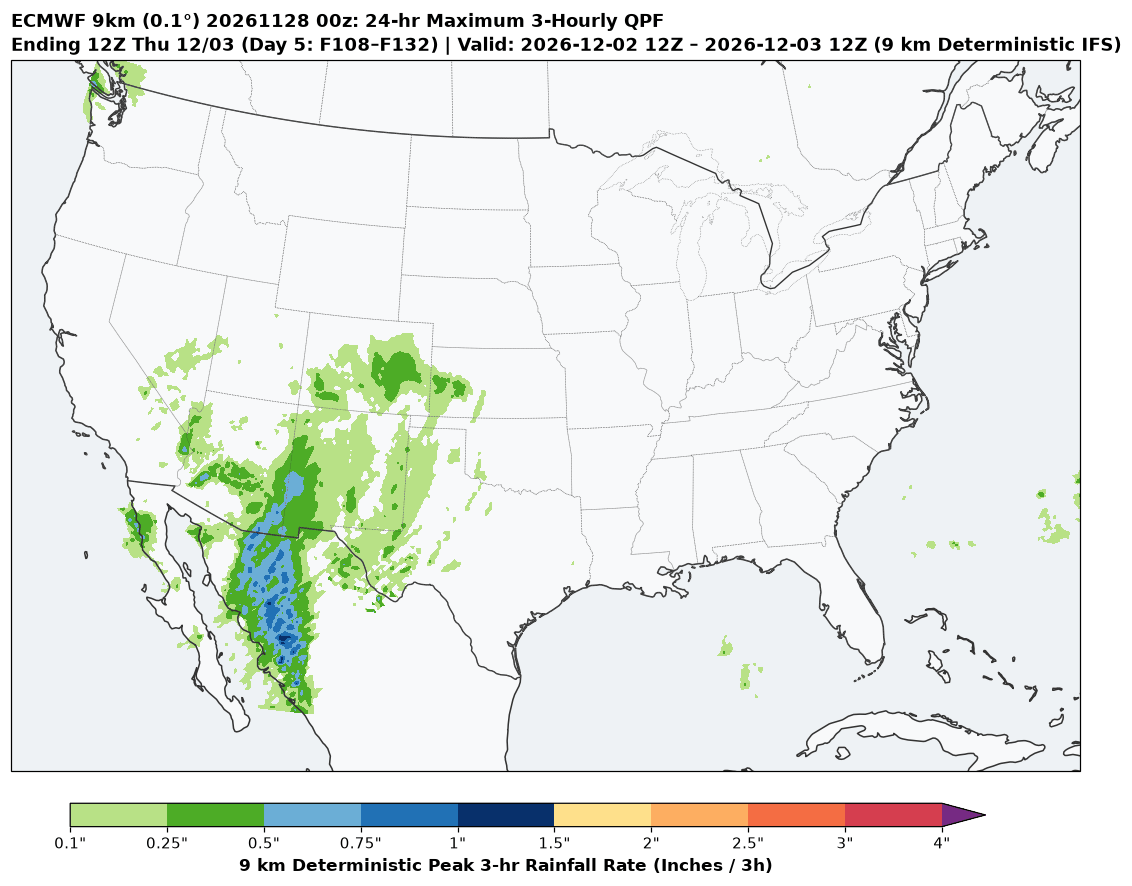 ECMWF 9km (0.1°) 20261128 00z: 24-hr Maximum 3-Hourly QPF
Ending 12Z Thu 12/03 (Day 5: F108–F132) | Valid: 2026-12-02 12Z – 2026-12-03 12Z (9 km Deterministic IFS)
0.1" 0.25" 0.5" 0.75" 1" 1.5" 2" 2.5" 3" 4"
9 km Deterministic Peak 3-hr Rainfall Rate (Inches / 3h)